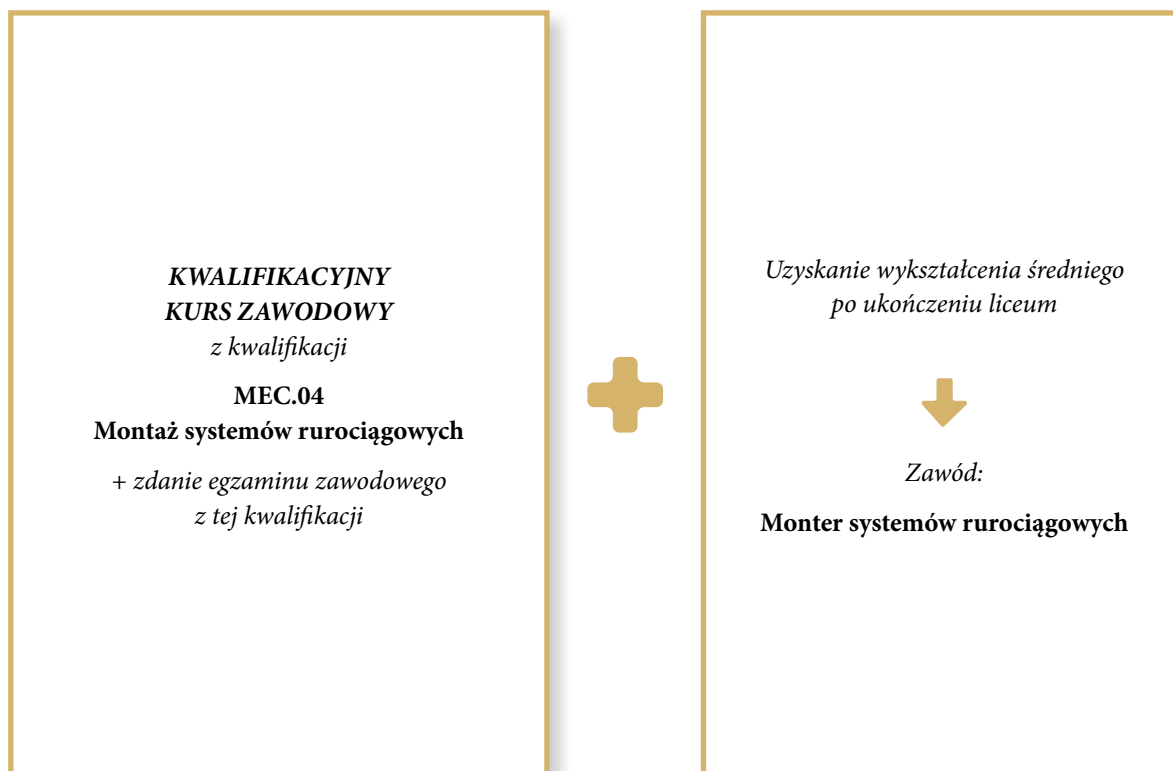 KWALIFIKACYJNY
KURS ZAWODOWY
z kwalifikacji
MEC.04
Montaż systemów rurociągowych
+ zdanie egzaminu zawodowego
z tej kwalifikacji
Uzyskanie wykształcenia średniego
po ukończeniu liceum
Zawód:
Monter systemów rurociągowych